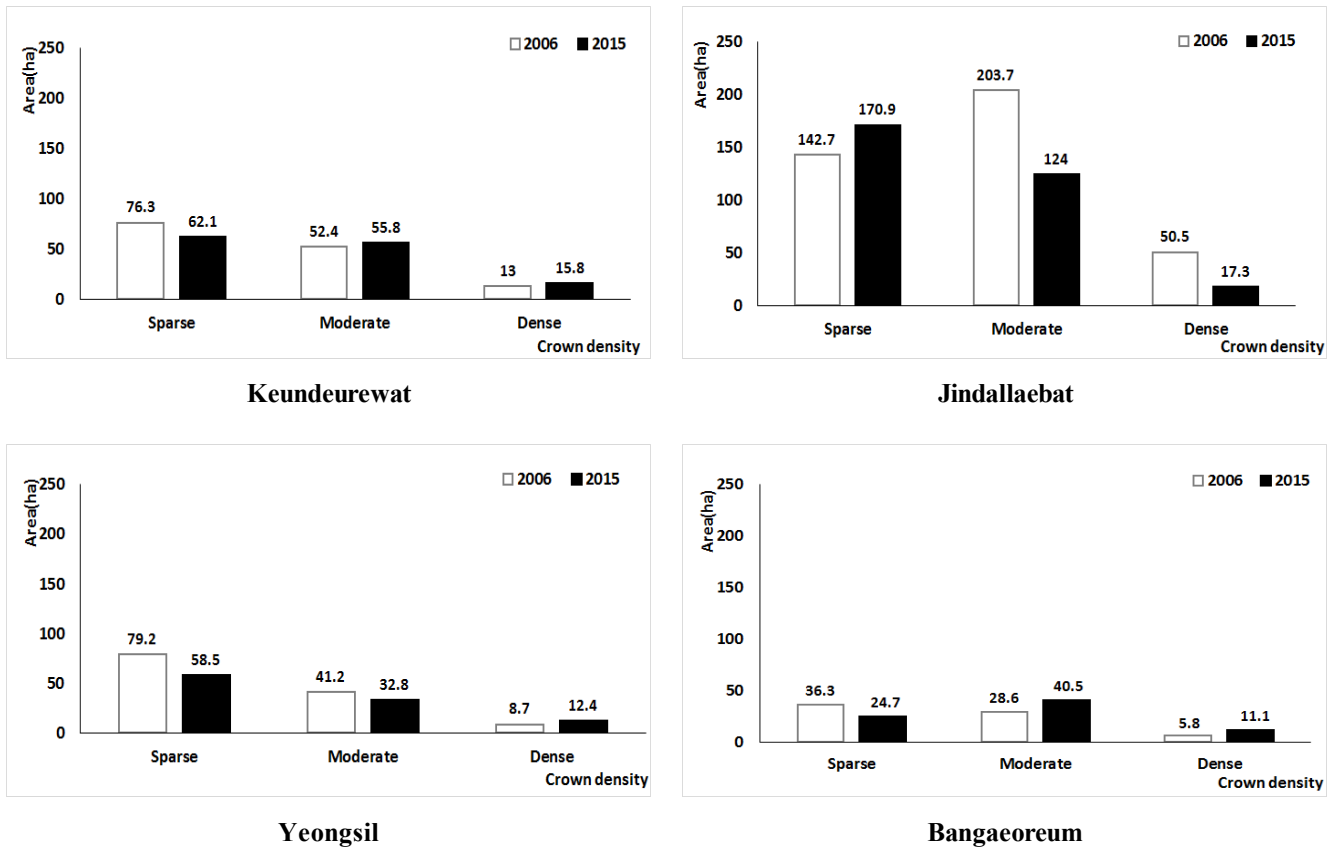 2006 2015
Area(ha)
250
200
150
100
50
0
76.3 62.1 52.4 55.8 13 15.8
Sparse Moderate Dense
Crown density
Keundeurewat
2006 2015
Area(ha)
250
200
150
100
50
0
142.7 170.9 203.7 124 50.5 17.3
Sparse Moderate Dense
Crown density
Jindallaebat
2006 2015
Area(ha)
250
200
150
100
50
0
79.2 58.5 41.2 32.8 8.7 12.4
Sparse Moderate Dense
Crown density
Yeongsil
2006 2015
Area(ha)
250
200
150
100
50
0
36.3 24.7 28.6 40.5 5.8 11.1
Sparse Moderate Dense
Crown density
Bangaeoreum